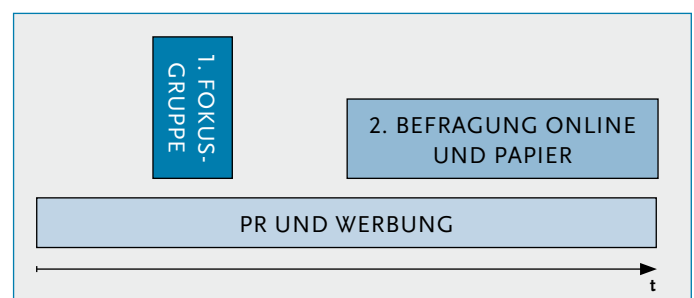 1. FOKUS-
GRUPPE
2. BEFRAGUNG ONLINE
UND PAPIER
PR UND WERBUNG
t